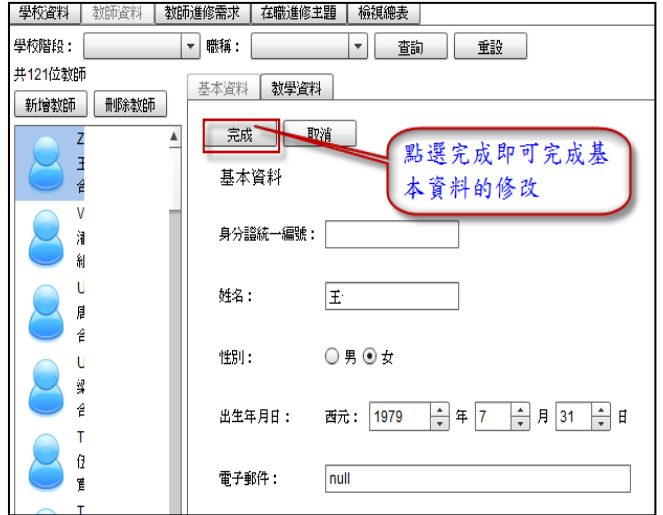 學校資料 教師資料 教師進修需求 在職進修主題 檢視總表
學校階段： 職稱： 查詢 重設
共121位教師
基本資料 教學資料
新增教師 刪除教師
完成 取消
點選完成即可完成基
本資料的修改
基本資料
身分證統一編號：
姓名： 王
性別： 男 女
出生年月日： 西元： 1979 年 7 月 31 日
電子郵件： null
Z
王
V
潘
U
唐
U
梁
T
T